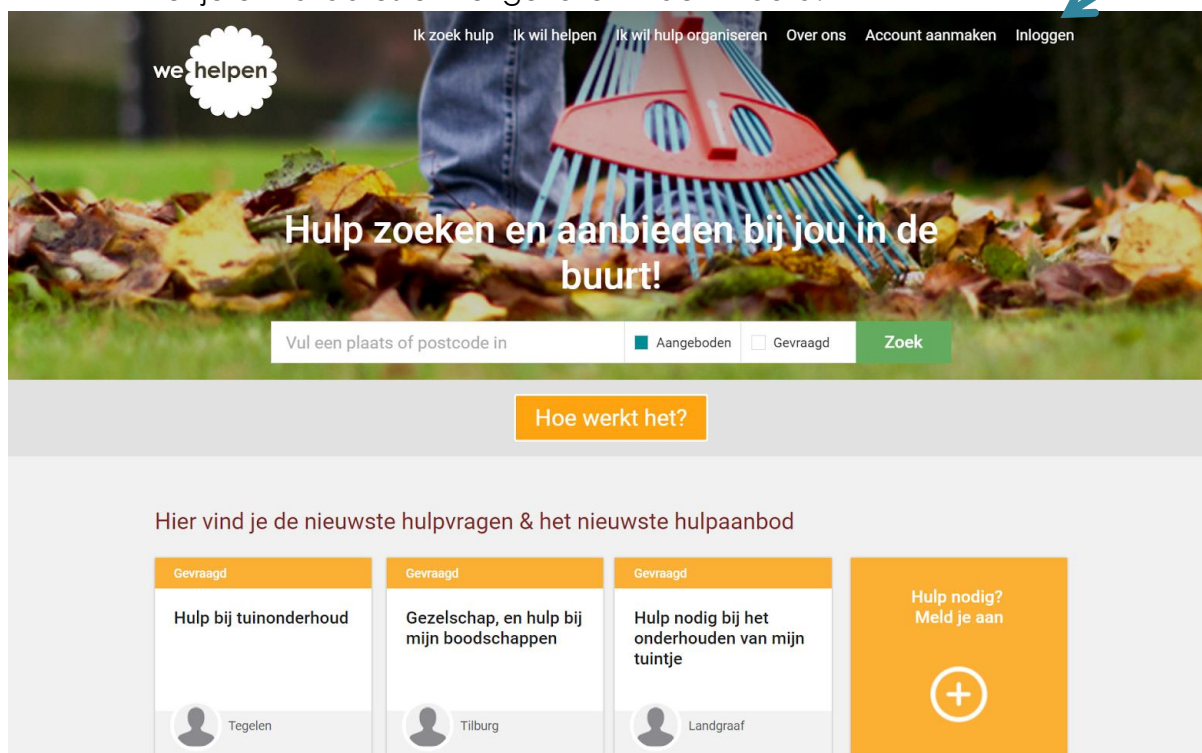 Ik zoek hulp Ik wil helpen Ik wil hulp organiseren Over ons Account aanmaken Inloggen
we helpen
Hulp zoeken en aanbieden bij jou in de
buurt!
Vul een plaats of postcode in Aangeboden Gevraagd Zoek
Hoe werkt het?
Hier vind je de nieuwste hulpvragen & het nieuwste hulpaanbod
Gevraagd
Hulp bij tuinonderhoud
Tegelen
Gevraagd
Gezelschap, en hulp bij
mijn boodschappen
Tilburg
Gevraagd
Hulp nodig bij het
onderhouden van mijn
tuintje
Landgraaf
Hulp nodig?
Meld je aan